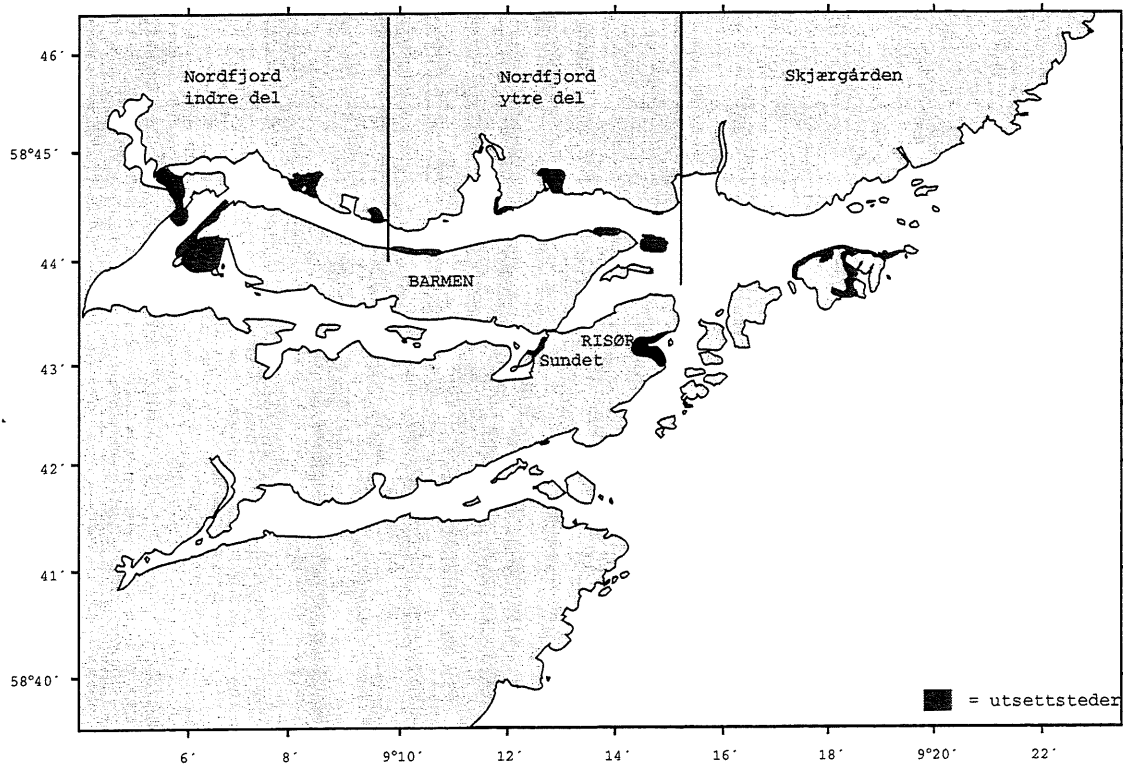 46´
Nordfjord
indre del
Nordfjord
ytre del
Skjærgården
58°45´
44´
BARMEN
RISØR
Sundet
43´
42´
41´
58°40´
= utsettsteder
6´
8´
9°10´
12´
14´
16´
18´
9°20´
22´